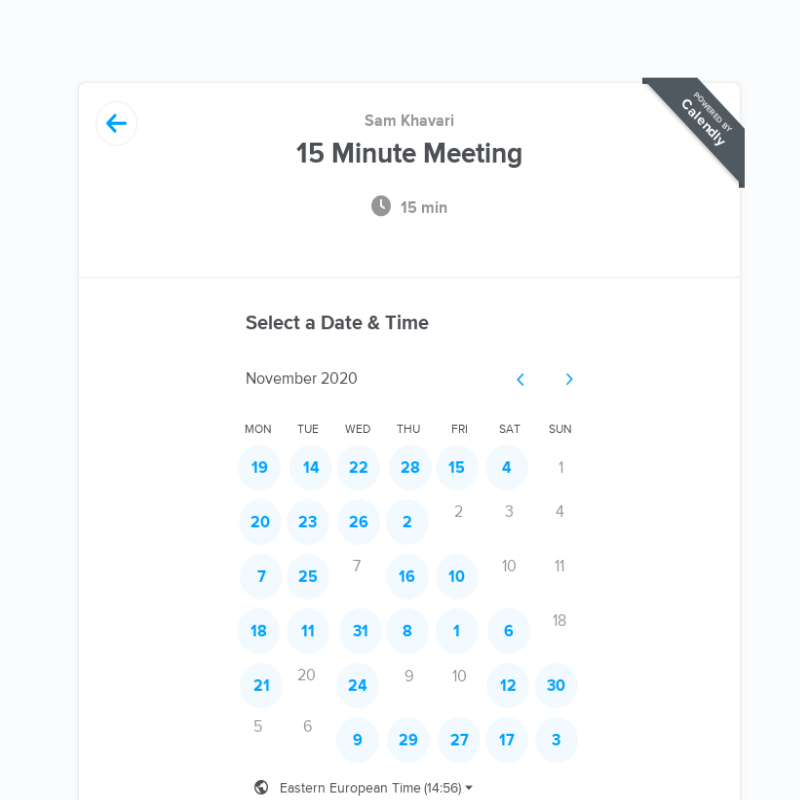 POWERED BY
Calendly
Sam Khavari
15 Minute Meeting
15 min
Select a Date & Time
November 2020
MON TUE WED THU FRI SAT SUN
19 14 22 28 15 4 1
20 23 26 2 2 3 4
7 25 7 16 10 10 11
18 11 31 8 1 6 18
21 20 24 9 10 12 30
5 6 9 29 27 17 3
Eastern European Time (14:56)